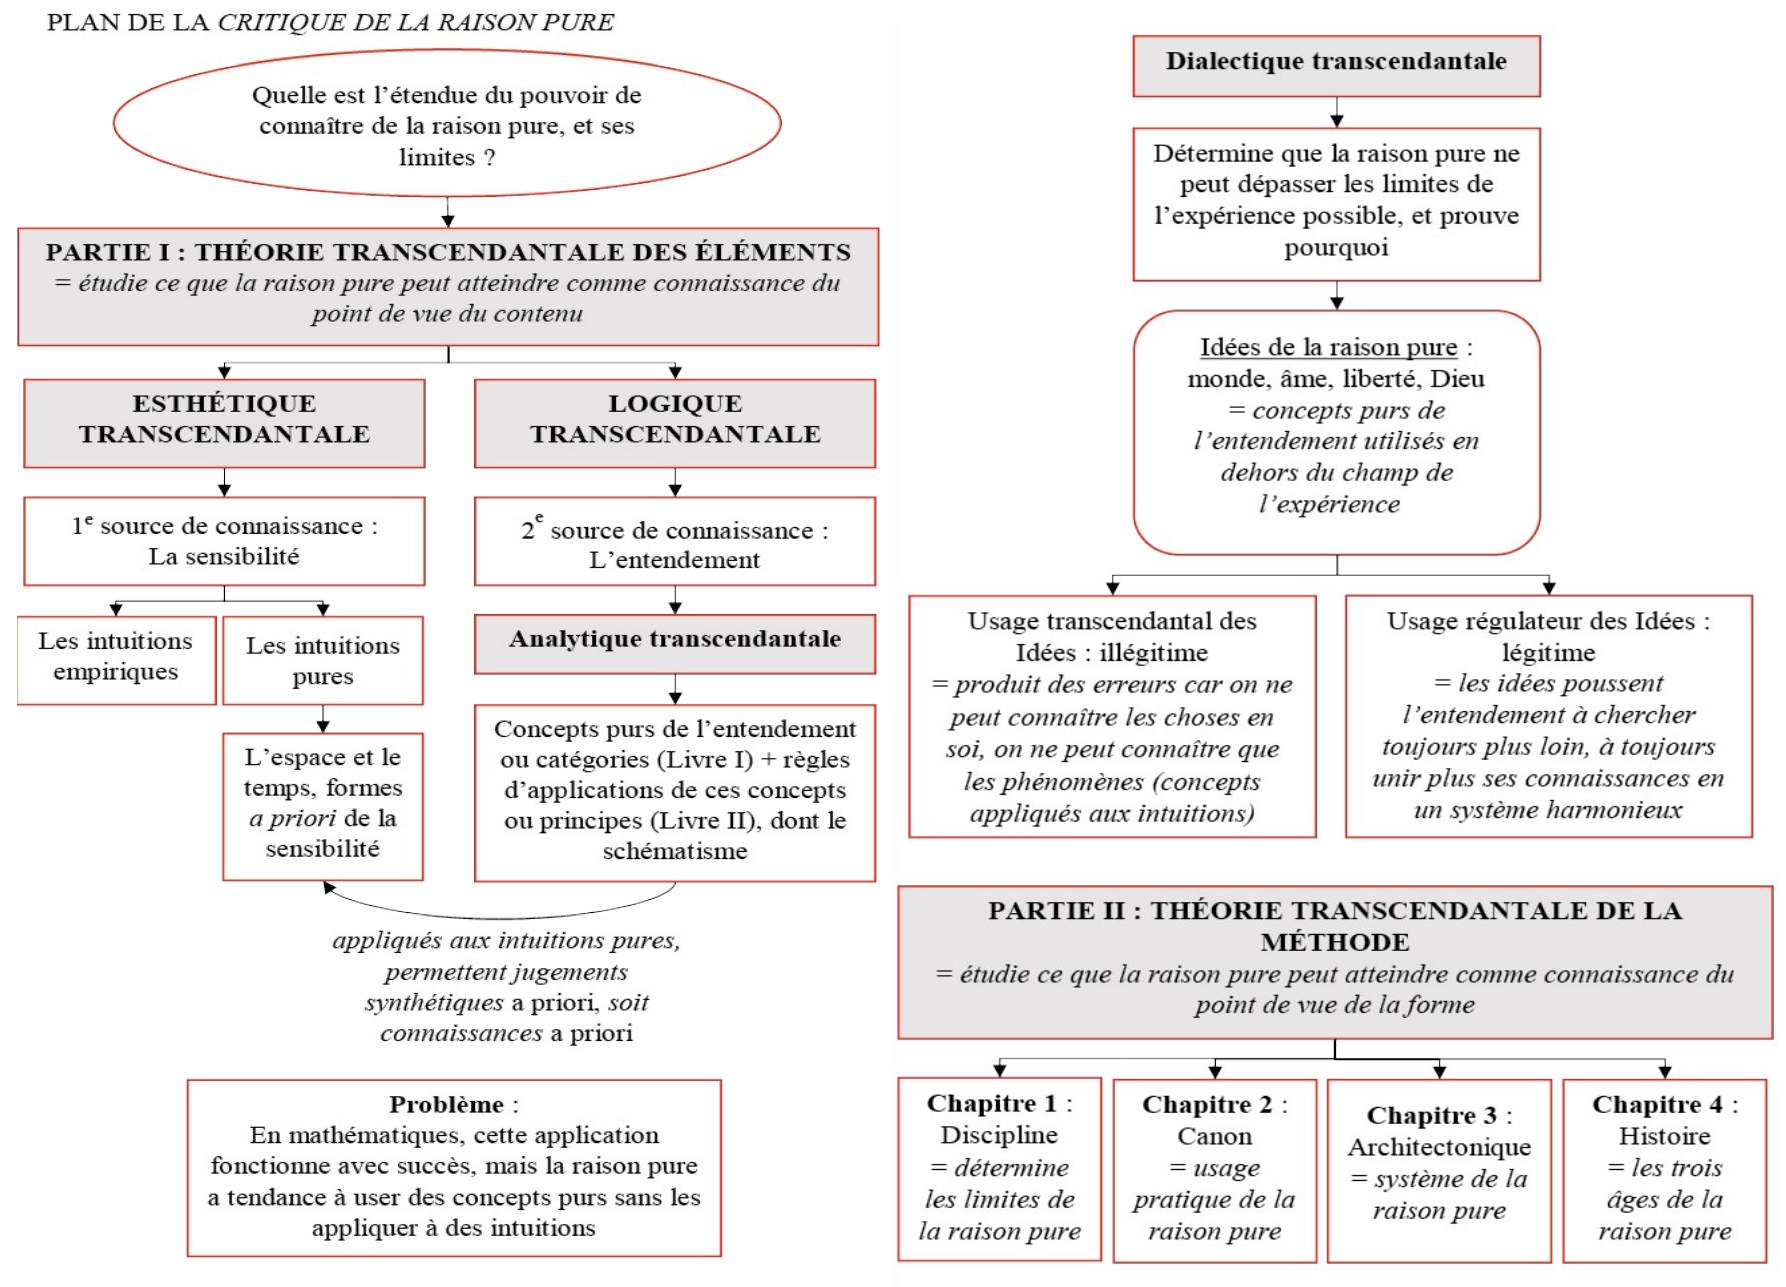 PLAN DE LA CRITIQUE DE LA RAISON PURE
Quelle est l’étendue du pouvoir de
connaître de la raison pure, et ses
limites ?
PARTIE I : THÉORIE TRANSCENDANTALE DES ÉLÉMENTS
= étudie ce que la raison pure peut atteindre comme connaissance du
point de vue du contenu
ESTHÉTIQUE
TRANSCENDANTALE
1e source de connaissance :
La sensibilité
Les intuitions
empiriques
Les intuitions
pures
L’espace et le
temps, formes
a priori de la
sensibilité
LOGIQUE
TRANSCENDANTALE
2e source de connaissance :
L’entendement
Analytique transcendantale
Concepts purs de l’entendement
ou catégories (Livre I) + règles
d’applications de ces concepts
ou principes (Livre II), dont le
schématisme
appliqués aux intuitions pures,
permettent jugements
synthétiques a priori, soit
connaissances a priori
Problème :
En mathématiques, cette application
fonctionne avec succès, mais la raison pure
a tendance à user des concepts purs sans les
appliquer à des intuitions
Dialectique transcendantale
Détermine que la raison pure ne
peut dépasser les limites de
l’expérience possible, et prouve
pourquoi
Idées de la raison pure :
monde, âme, liberté, Dieu
= concepts purs de
l’entendement utilisés en
dehors du champ de
l’expérience
Usage transcendantal des
Idées : illégitime
= produit des erreurs car on ne
peut connaître les choses en
soi, on ne peut connaître que
les phénomènes (concepts
appliqués aux intuitions)
Usage régulateur des Idées :
légitime
= les idées poussent
l’entendement à chercher
toujours plus loin, à toujours
unir plus ses connaissances en
un système harmonieux
PARTIE II : THÉORIE TRANSCENDANTALE DE LA
MÉTHODE
= étudie ce que la raison pure peut atteindre comme connaissance du
point de vue de la forme
Chapitre 1 :
Discipline
= détermine
les limites de
la raison pure
Chapitre 2 :
Canon
= usage
pratique de la
raison pure
Chapitre 3 :
Architectonique
= système de la
raison pure
Chapitre 4 :
Histoire
= les trois
âges de la
raison pure